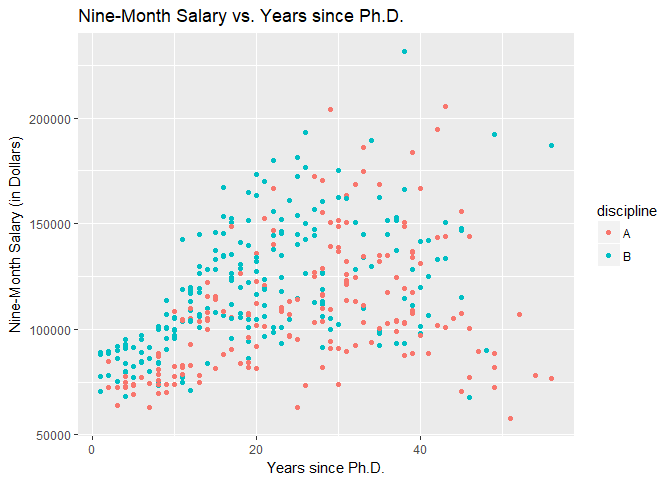 Nine-Month Salary vs. Years since Ph.D.
Nine-Month Salary (in Dollars)
200000
150000
100000
50000
0
20
40
Years since Ph.D.
discipline
A
B